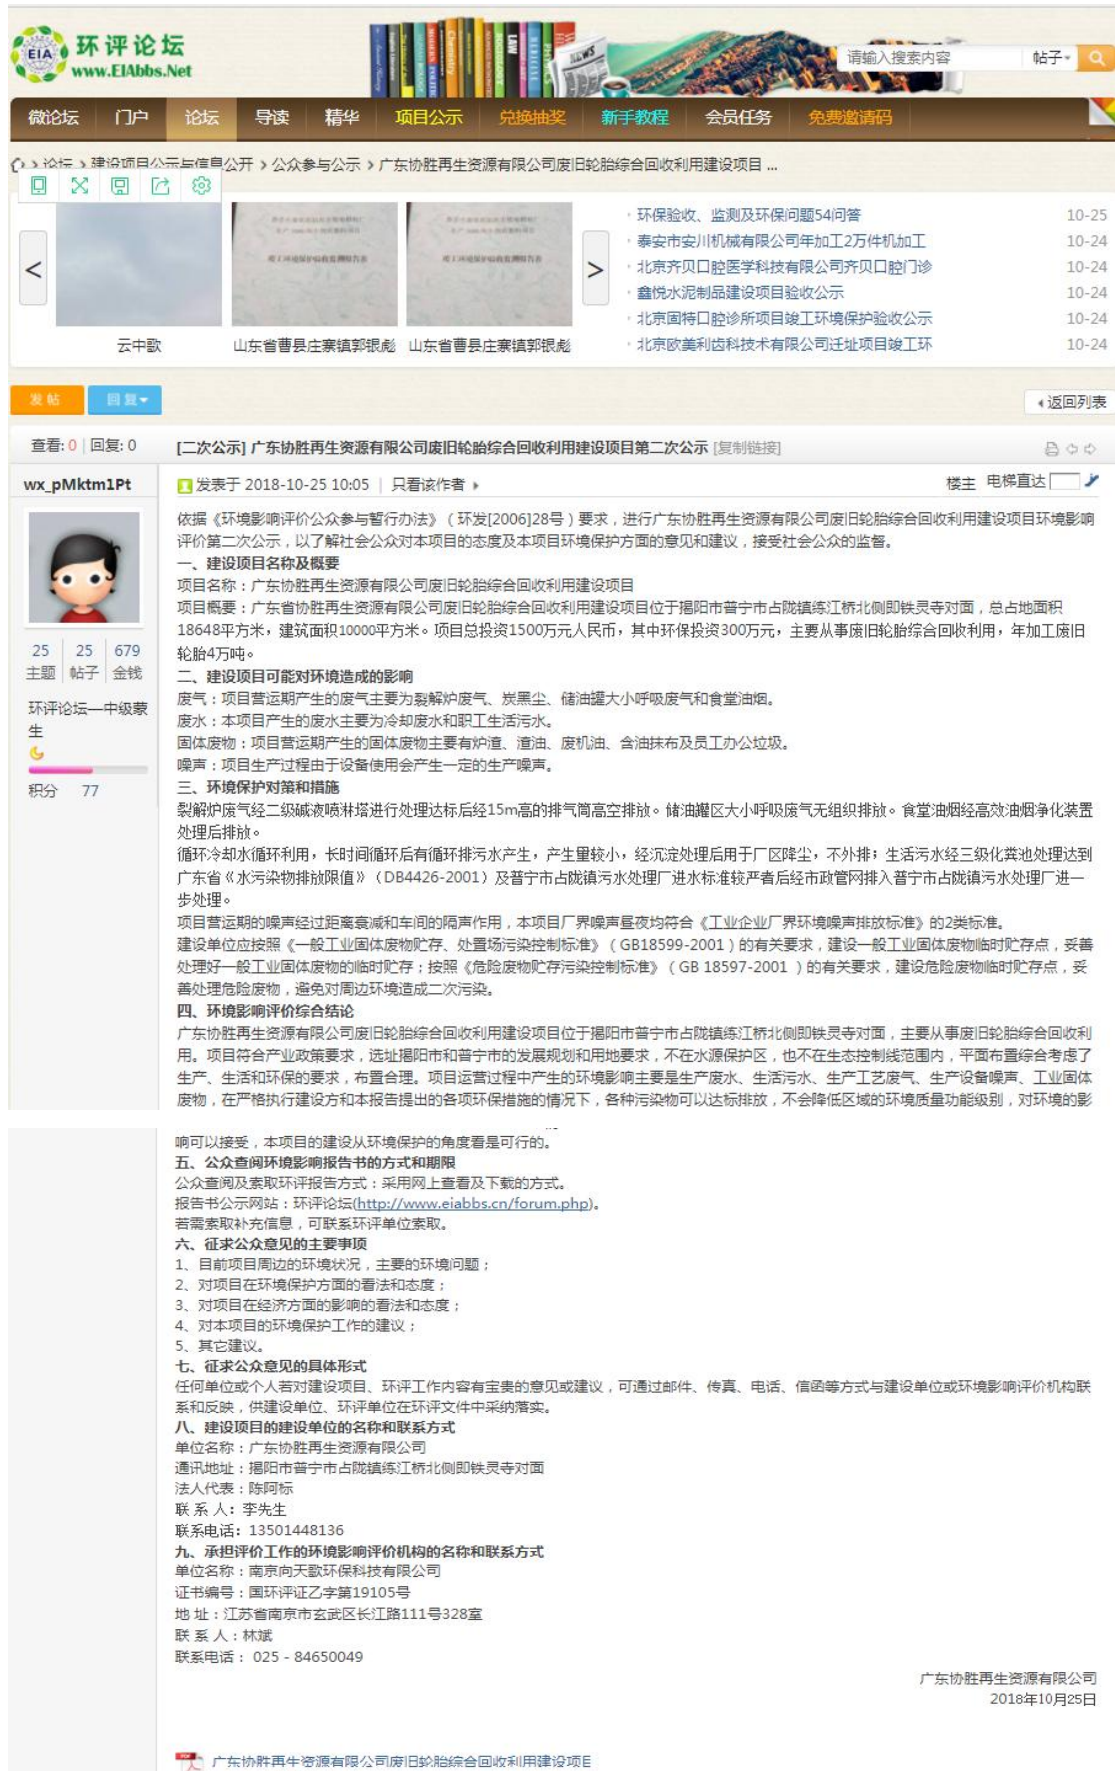 EIA 环评论坛
www.EIAbbs.Net
请输入搜索内容 帖子
微论坛 门户 论坛 导读 精华 项目公示 兑换抽奖 新手教程 会员任务 免费邀请码
论坛 › 建设项目公示与信息公开 › 公众参与公示 › 广东协胜再生资源有限公司废旧轮胎综合回收利用建设项目 ...
环保验收、监测及环保问题54问答 10-25
泰安市安川机械有限公司年加工2万件机加工 10-24
北京齐贝口腔医学科技有限公司齐贝口腔门诊 10-24
鑫悦水泥制品建设项目验收公示 10-24
北京固特口腔诊所项目竣工环境保护验收公示 10-24
北京欧美利齿科技术有限公司迁址项目竣工环 10-24
云中歌 山东省曹县庄寨镇郭银彪 山东省曹县庄寨镇郭银彪
发帖 回复 返回列表
查看: 0 | 回复: 0 [二次公示] 广东协胜再生资源有限公司废旧轮胎综合回收利用建设项目第二次公示 [复制链接]
wx_pMktm1Pt
发表于 2018-10-25 10:05 | 只看该作者 楼主 电梯直达
25 25 679
主题 帖子 金钱
环评论坛—中级蒙
生
积分 77
依据《环境影响评价公众参与暂行办法》（环发[2006]28号）要求，进行广东协胜再生资源有限公司废旧轮胎综合回收利用建设项目环境影响
评价第二次公示，以了解社会公众对本项目的态度及本项目环境保护方面的意见和建议，接受社会公众的监督。
一、建设项目名称及概要
项目名称：广东协胜再生资源有限公司废旧轮胎综合回收利用建设项目
项目概要：广东省协胜再生资源有限公司废旧轮胎综合回收利用建设项目位于揭阳市普宁市占陇镇练江桥北侧即铁灵寺对面，总占地面积
18648平方米，建筑面积10000平方米。项目总投资1500万元人民币，其中环保投资300万元，主要从事废旧轮胎综合回收利用，年加工废旧
轮胎4万吨。
二、建设项目可能对环境造成的影响
废气：项目营运期产生的废气主要为裂解炉废气、炭黑尘、储油罐大小呼吸废气和食堂油烟。
废水：本项目产生的废水主要为冷却废水和职工生活污水。
固体废物：项目营运期产生的固体废物主要有炉渣、渣油、废机油、含油抹布及员工办公垃圾。
噪声：项目生产过程由于设备使用会产生一定的生产噪声。
三、环境保护对策和措施
裂解炉废气经二级碱液喷淋塔进行处理达标后经15m高的排气筒高空排放。储油罐区大小呼吸废气无组织排放。食堂油烟经高效油烟净化装置
处理后排放。
循环冷却水循环利用，长时间循环后有循环排污水产生，产生量较小，经沉淀处理后用于厂区降尘，不外排；生活污水经三级化粪池处理达到
广东省《水污染物排放限值》（DB4426-2001）及普宁市占陇镇污水处理厂进水标准较严者后经市政管网排入普宁市占陇镇污水处理厂进一
步处理。
项目营运期的噪声经过距离衰减和车间的隔声作用，本项目厂界噪声昼夜均符合《工业企业厂界环境噪声排放标准》的2类标准。
建设单位应按照《一般工业固体废物贮存、处置场污染控制标准》（GB18599-2001）的有关要求，建设一般工业固体废物临时贮存点，妥善
处理好一般工业固体废物的临时贮存；按照《危险废物贮存污染控制标准》（GB 18597-2001 ）的有关要求，建设危险废物临时贮存点，妥
善处理危险废物，避免对周边环境造成二次污染。
四、环境影响评价综合结论
广东协胜再生资源有限公司废旧轮胎综合回收利用建设项目位于揭阳市普宁市占陇镇练江桥北侧即铁灵寺对面，主要从事废旧轮胎综合回收利
用。项目符合产业政策要求，选址揭阳市和普宁市的发展规划和用地要求，不在水源保护区，也不在生态控制线范围内，平面布置综合考虑了
生产、生活和环保的要求，布置合理。项目运营过程中产生的环境影响主要是生产废水、生活污水、生产工艺废气、生产设备噪声、工业固体
废物，在严格执行建设方和本报告提出的各项环保措施的情况下，各种污染物可以达标排放，不会降低区域的环境质量功能级别，对环境的影
响可以接受，本项目的建设从环境保护的角度看是可行的。
五、公众查阅环境影响报告书的方式和期限
公众查阅及索取环评报告方式：采用网上查看及下载的方式。
报告书公示网站：环评论坛(http://www.eiabbs.cn/forum.php)。
若需索取补充信息，可联系环评单位索取。
六、征求公众意见的主要事项
1、目前项目周边的环境状况，主要的环境问题；
2、对项目在环境保护方面的看法和态度；
3、对项目在经济方面的影响的看法和态度；
4、对本项目的环境保护工作的建议；
5、其它建议。
七、征求公众意见的具体形式
任何单位或个人若对建设项目、环评工作内容有宝贵的意见或建议，可通过邮件、传真、电话、信函等方式与建设单位或环境影响评价机构联
系和反映，供建设单位、环评单位在环评文件中采纳落实。
八、建设项目的建设单位的名称和联系方式
单位名称：广东协胜再生资源有限公司
通讯地址：揭阳市普宁市占陇镇练江桥北侧即铁灵寺对面
法人代表：陈阿标
联 系 人：李先生
联系电话：13501448136
九、承担评价工作的环境影响评价机构的名称和联系方式
单位名称：南京向天歌环保科技有限公司
证书编号：国环评证乙字第19105号
地 址：江苏省南京市玄武区长江路111号328室
联 系 人：林斌
联系电话： 025 - 84650049
广东协胜再生资源有限公司
2018年10月25日
广东协胜再生资源有限公司废旧轮胎综合回收利用建设项目